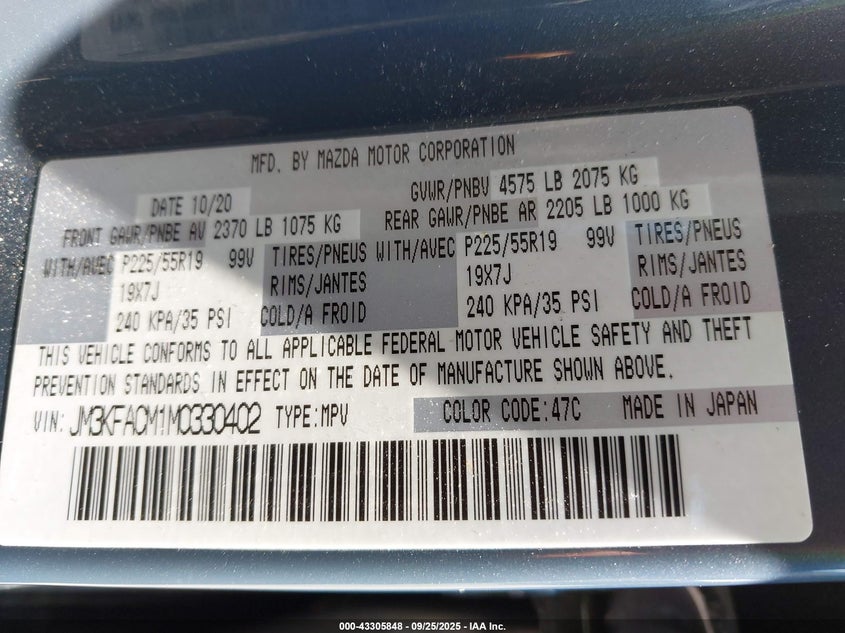 MFD. BY MAZDA MOTOR CORPORATION
DATE 10/20 GVWR/PNBV 4575 LB 2075 KG
FRONT GAWR/PNBE AV 2370 LB 1075 KG REAR GAWR/PNBE AR 2205 LB 1000 KG
WITH/AVEC P225/55R19 99V TIRES/PNEUS WITH/AVEC P225/55R19 99V TIRES/PNEUS
19X7J RIMS/JANTES 19X7J RIMS/JANTES
240 KPA/35 PSI COLD/A FROID 240 KPA/35 PSI COLD/A FROID
THIS VEHICLE CONFORMS TO ALL APPLICABLE FEDERAL MOTOR VEHICLE SAFETY AND THEFT
PREVENTION STANDARDS IN EFFECT ON THE DATE OF MANUFACTURE SHOWN ABOVE.
VIN: JM3KFACM1M0330402 TYPE:MPV COLOR CODE:47C MADE IN JAPAN
000-43305848 - 09/25/2025 - IAA Inc.